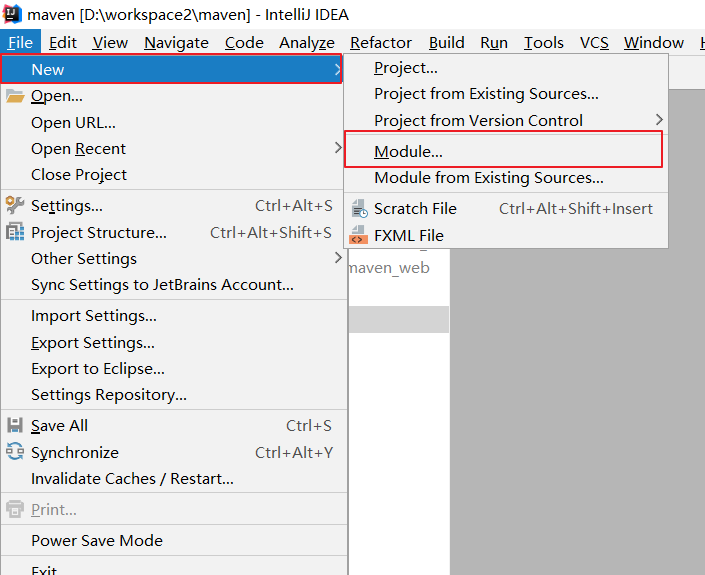 maven [D:\workspace2\maven] - IntelliJ IDEA
File Edit View Navigate Code Analyze Refactor Build Run Tools VCS Window
New
Open...
Open URL...
Open Recent
Close Project
Settings... Ctrl+Alt+S
Project Structure... Ctrl+Alt+Shift+S
Other Settings
Sync Settings to JetBrains Account...
Import Settings...
Export Settings...
Export to Eclipse...
Settings Repository...
Save All Ctrl+S
Synchronize Ctrl+Alt+Y
Invalidate Caches / Restart...
Print...
Power Save Mode
Exit
Project...
Project from Existing Sources...
Project from Version Control
Module...
Module from Existing Sources...
Scratch File Ctrl+Alt+Shift+Insert
FXML File
maven_web